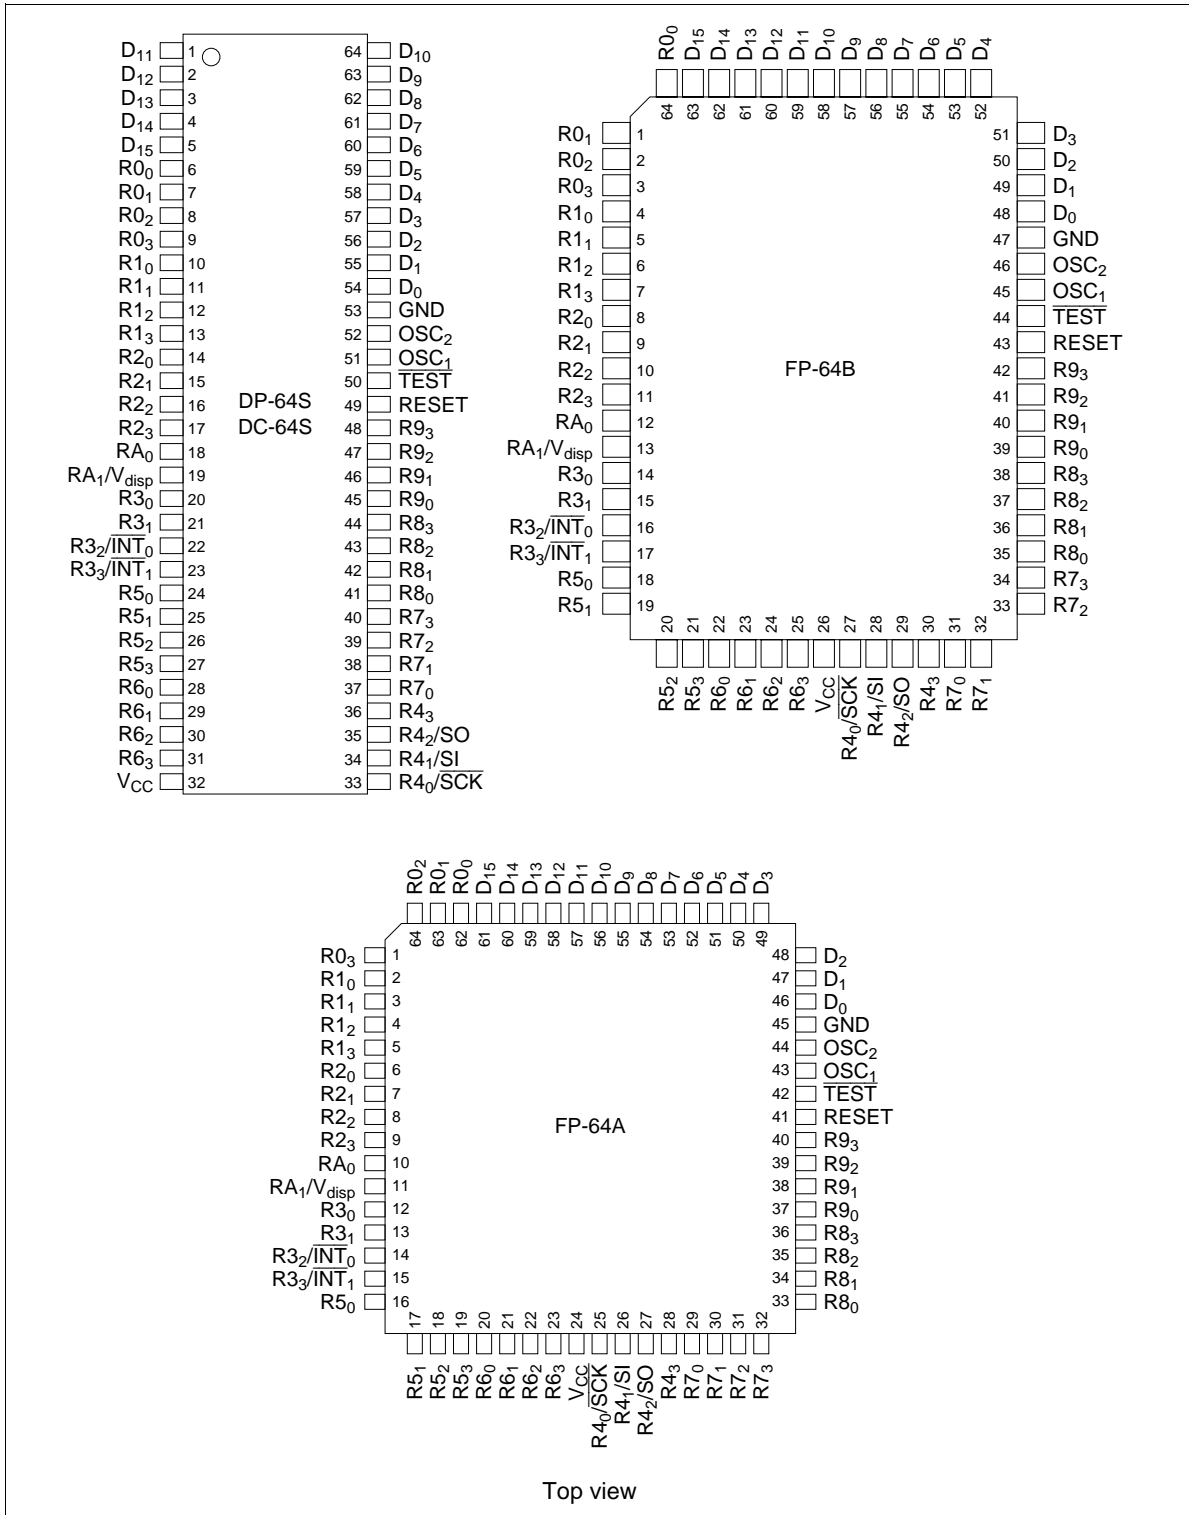 D11 1 64 D10
D12 2 63 D9
D13 3 62 D8
D14 4 61 D7
D15 5 60 D6
R00 6 59 D5
R01 7 58 D4
R02 8 57 D3
R03 9 56 D2
R10 10 55 D1
R11 11 54 D0
R12 12 53 GND
R13 13 52 OSC2
R20 14 51 OSC1
R21 15 50 TEST
R22 16 DP-64S 49 RESET
R23 17 DC-64S 48 R93
RA0 18 47 R92
RA1/Vdisp 19 46 R91
R30 20 45 R90
R31 21 44 R83
R32/INT0 22 43 R82
R33/INT1 23 42 R81
R50 24 41 R80
R51 25 40 R73
R52 26 39 R72
R53 27 38 R71
R60 28 37 R70
R61 29 36 R43
R62 30 35 R42/SO
R63 31 34 R41/SI
VCC 32 33 R40/SCK
R00 D15 D14 D13 D12 D11 D10 D9 D8 D7 D6 D5 D4
64 63 62 61 60 59 58 57 56 55 54 53 52
R01 1 51 D3
R02 2 50 D2
R03 3 49 D1
R10 4 48 D0
R11 5 47 GND
R12 6 46 OSC2
R13 7 45 OSC1
R20 8 44 TEST
R21 9 43 RESET
R22 10 FP-64B 42 R93
R23 11 41 R92
RA0 12 40 R91
RA1/Vdisp 13 39 R90
R30 14 38 R83
R31 15 37 R82
R32/INT0 16 36 R81
R33/INT1 17 35 R80
R50 18 34 R73
R51 19 33 R72
20 21 22 23 24 25 26 27 28 29 30 31 32
R52 R53 R60 R61 R62 R63 VCC R40/SCK R41/SI R42/SO R43 R70 R71
R02 R01 R00 D15 D14 D13 D12 D11 D10 D9 D8 D7 D6 D5 D4 D3
64 63 62 61 60 59 58 57 56 55 54 53 52 51 50 49
R03 1 48 D2
R10 2 47 D1
R11 3 46 D0
R12 4 45 GND
R13 5 44 OSC2
R20 6 43 OSC1
R21 7 42 TEST
R22 8 FP-64A 41 RESET
R23 9 40 R93
RA0 10 39 R92
RA1/Vdisp 11 38 R91
R30 12 37 R90
R31 13 36 R83
R32/INT0 14 35 R82
R33/INT1 15 34 R81
R50 16 33 R80
17 18 19 20 21 22 23 24 25 26 27 28 29 30 31 32
R51 R52 R53 R60 R61 R62 R63 VCC R40/SCK R41/SI R42/SO R43 R70 R71 R72 R73
Top view